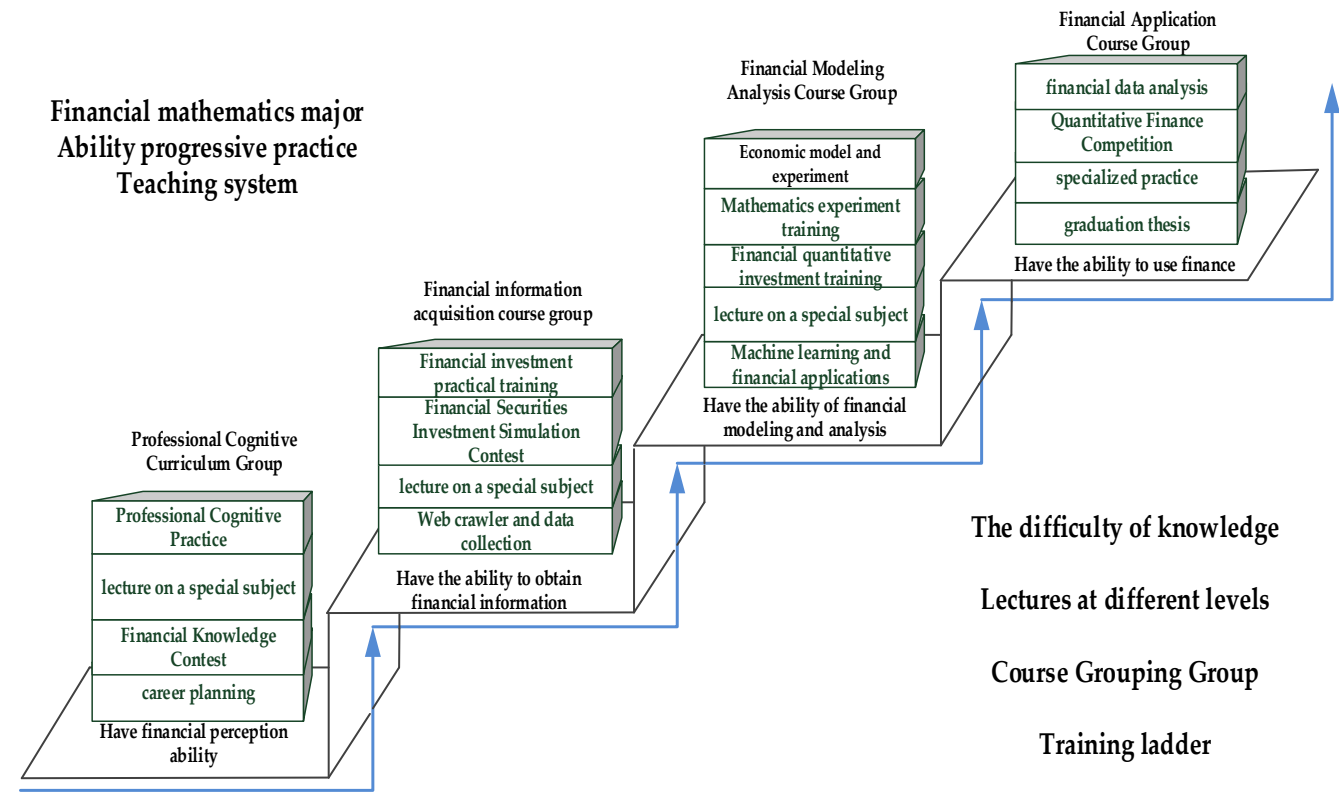 Financial mathematics major
Ability progressive practice
Teaching system
Professional Cognitive
Curriculum Group
Professional Cognitive
Practice
lecture on a special subject
Financial Knowledge
Contest
career planning
Have financial perception
ability
Financial information
acquisition course group
Financial investment
practical training
Financial Securities
Investment Simulation
Contest
lecture on a special subject
Web crawler and data
collection
Have the ability to obtain
financial information
Financial Modeling
Analysis Course Group
Economic model and
experiment
Mathematics experiment
training
Financial quantitative
investment training
lecture on a special subject
Machine learning and
financial applications
Have the ability of financial
modeling and analysis
Financial Application
Course Group
financial data analysis
Quantitative Finance
Competition
specialized practice
graduation thesis
Have the ability to use finance
The difficulty of knowledge
Lectures at different levels
Course Grouping Group
Training ladder